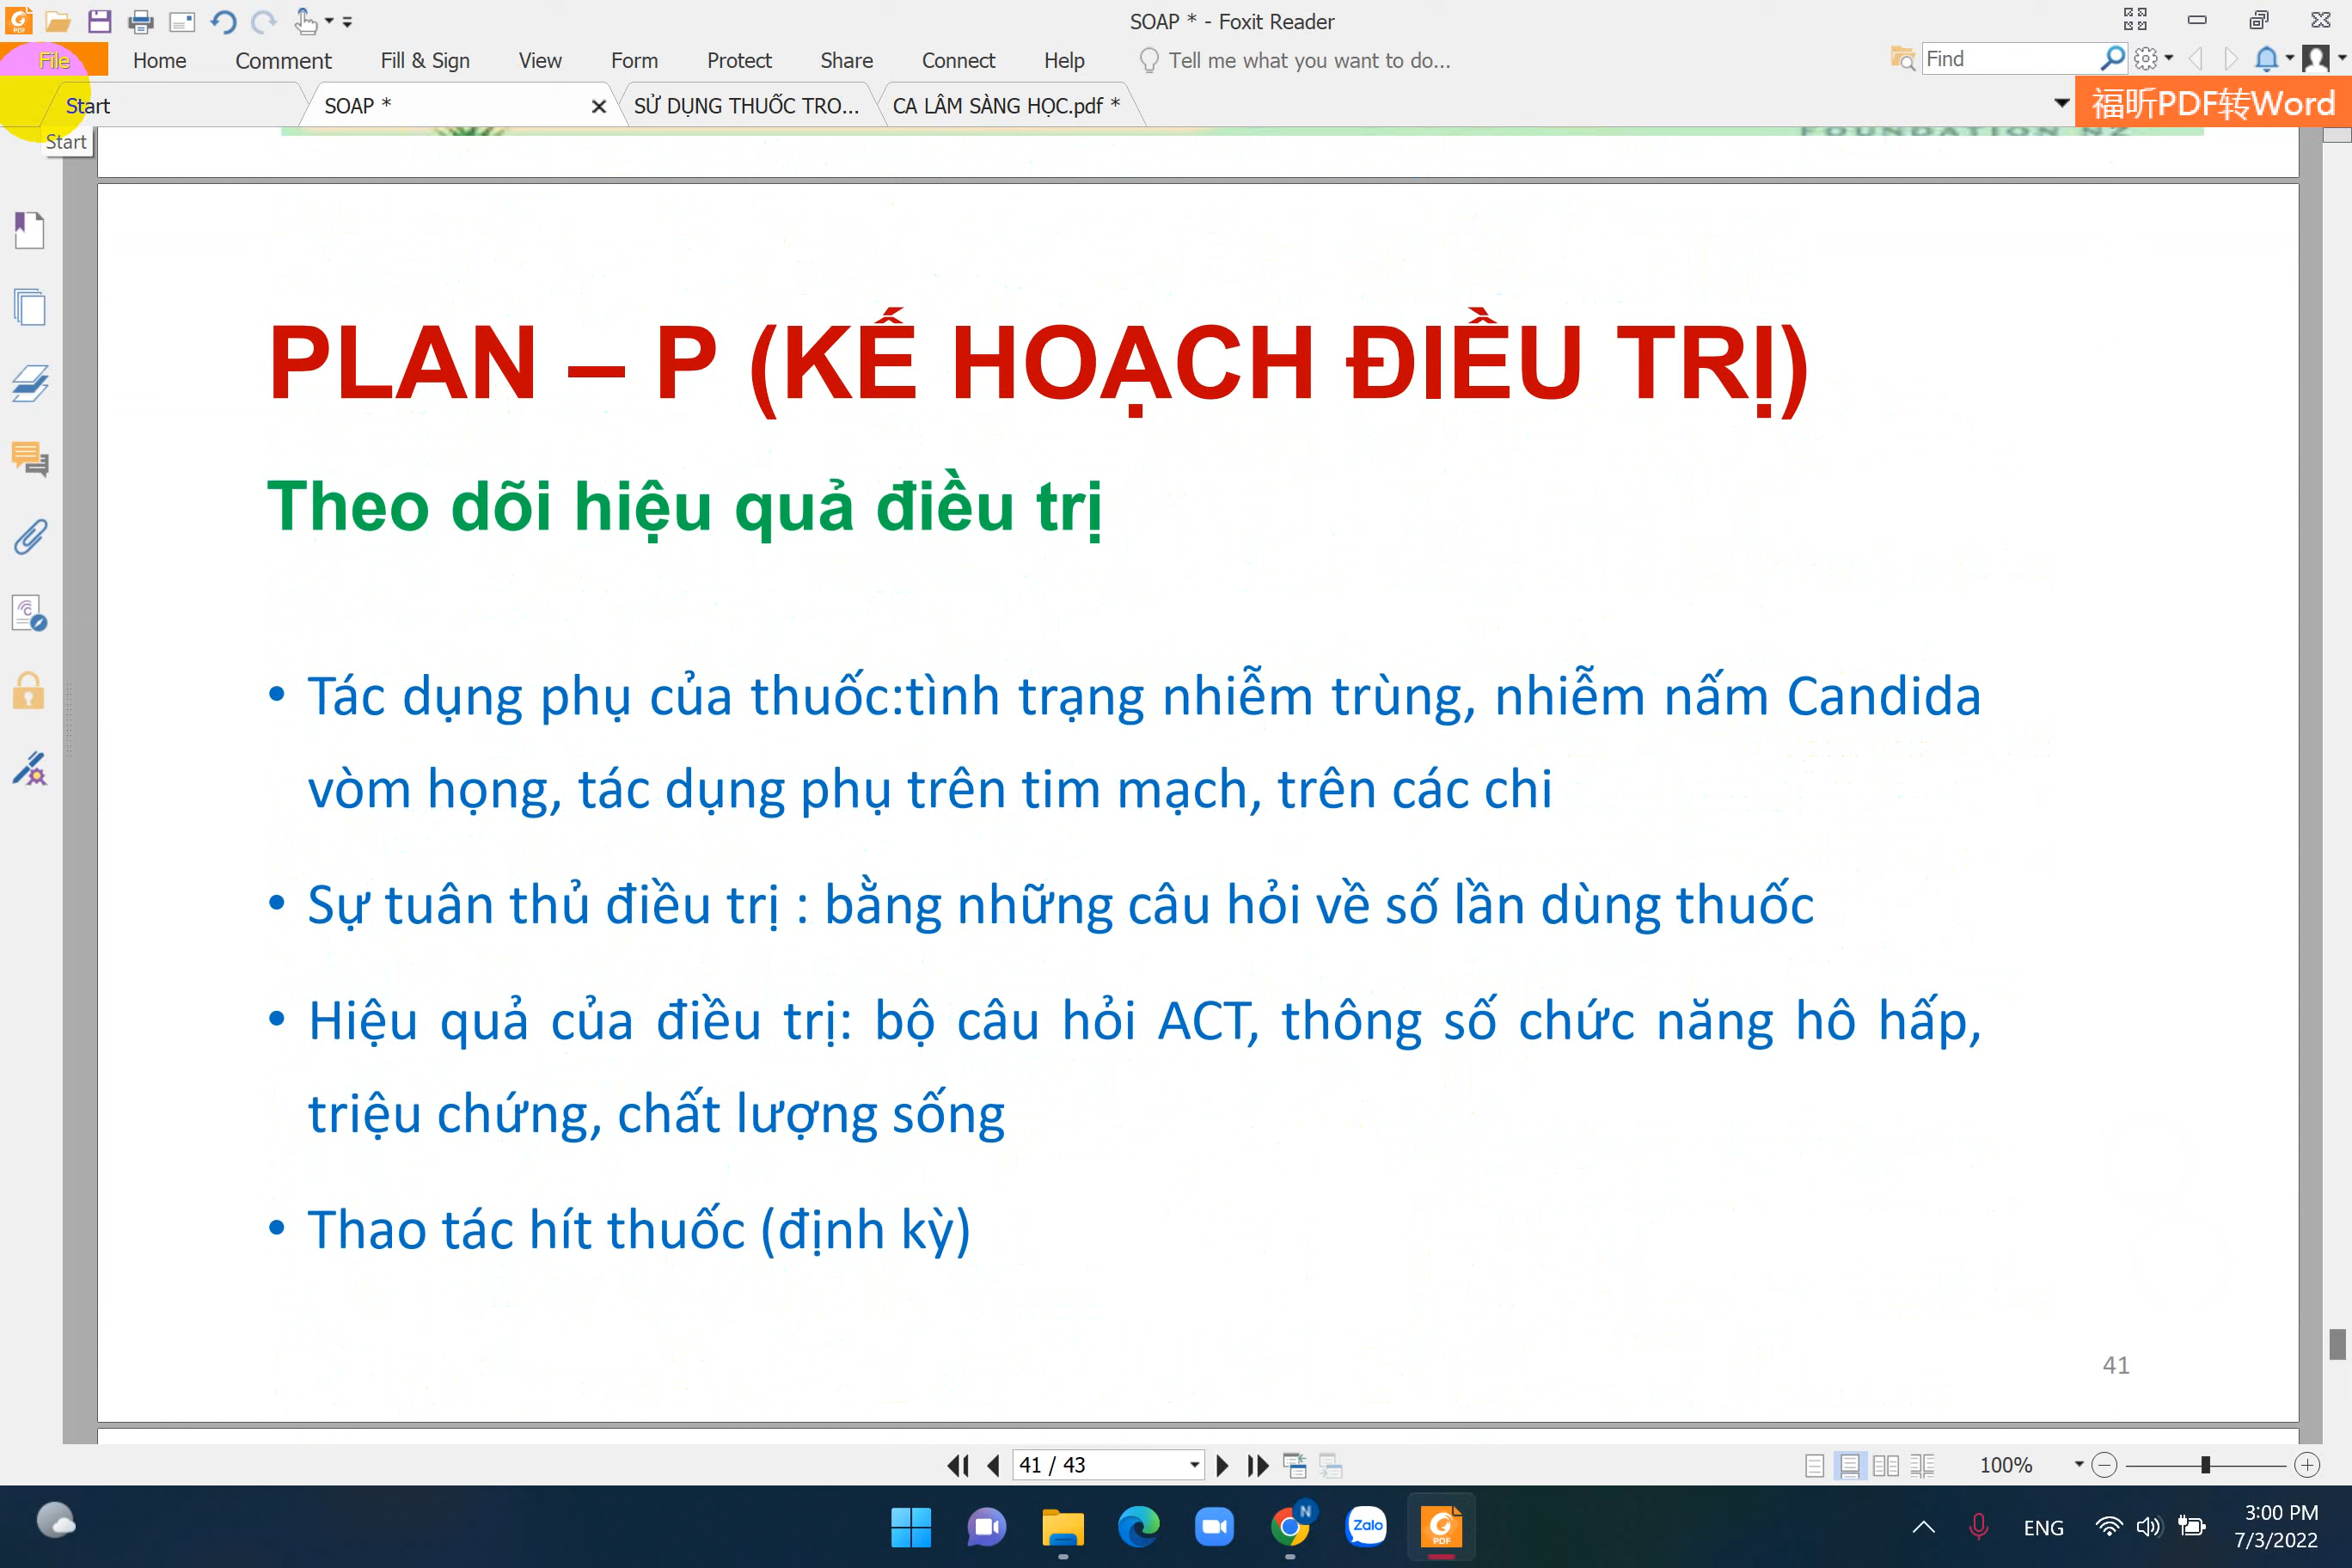 SOAP * - Foxit Reader
File Home Comment Fill & Sign View Form Protect Share Connect Help Tell me what you want to do... Find
Start SOAP * SỬ DỤNG THUỐC TRO... CA LÂM SÀNG HỌC.pdf * 福昕PDF转Word
Start
FOUNDATION NZ
PLAN – P (KẾ HOẠCH ĐIỀU TRỊ)
Theo dõi hiệu quả điều trị
• Tác dụng phụ của thuốc:tình trạng nhiễm trùng, nhiễm nấm Candida
vòm họng, tác dụng phụ trên tim mạch, trên các chi
• Sự tuân thủ điều trị : bằng những câu hỏi về số lần dùng thuốc
• Hiệu quả của điều trị: bộ câu hỏi ACT, thông số chức năng hô hấp,
triệu chứng, chất lượng sống
• Thao tác hít thuốc (định kỳ)
41
41 / 43 100%
N Zalo PDF ENG 3:00 PM
7/3/2022